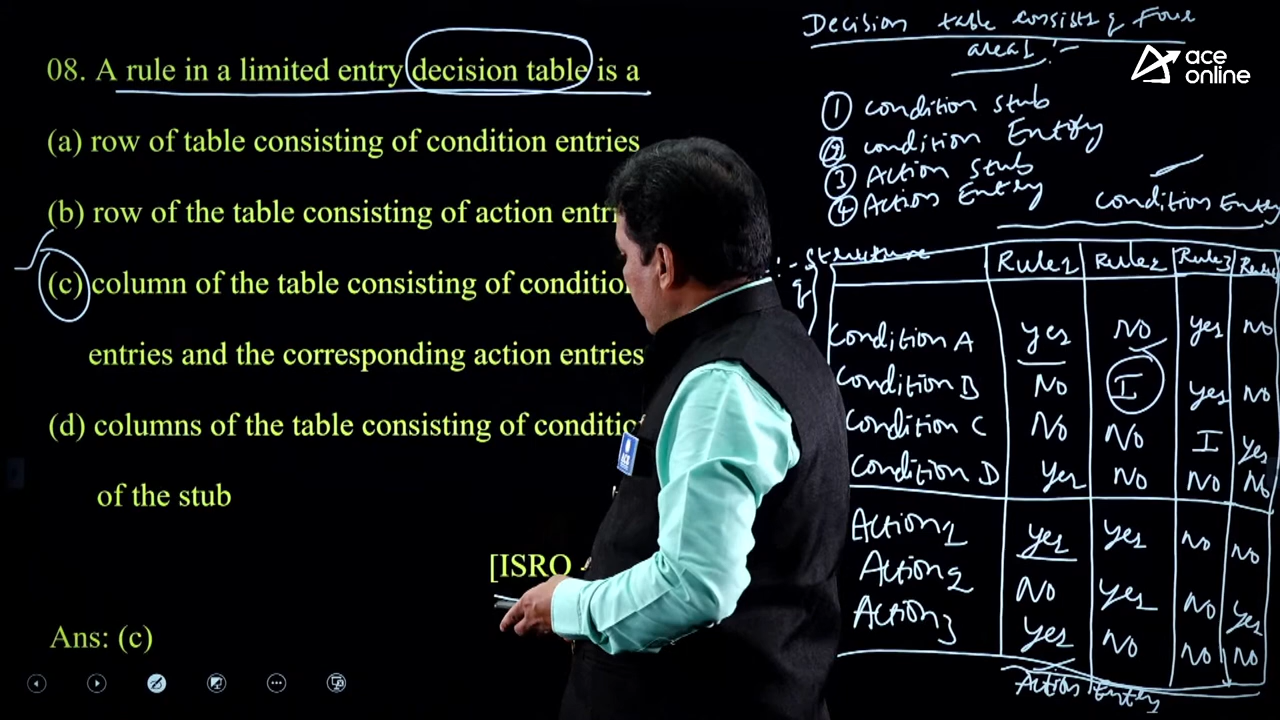 08. A rule in a limited entry decision table is a
(a) row of table consisting of condition entries
(b) row of the table consisting of action
(c) column of the table consisting of
entries and the corresponding action entries
(d) columns of the table consisting of
of the stub
[ISRO
Ans: (c)
Decision table consists of Four
areas :-
ace
online
① condition stub
② condition Entry
③ Action stub
④ Action Entry
condition Entry
:- structure
Rule1 Rule2 Rule3 Rule
Condition A yes No yes No
Condition B No I yes No
Condition C No No I yes
Condition D yes No No No
Action1 yes yes No No
Action2 No yes No yes
Action3 yes No No No
Action Entry
ACE